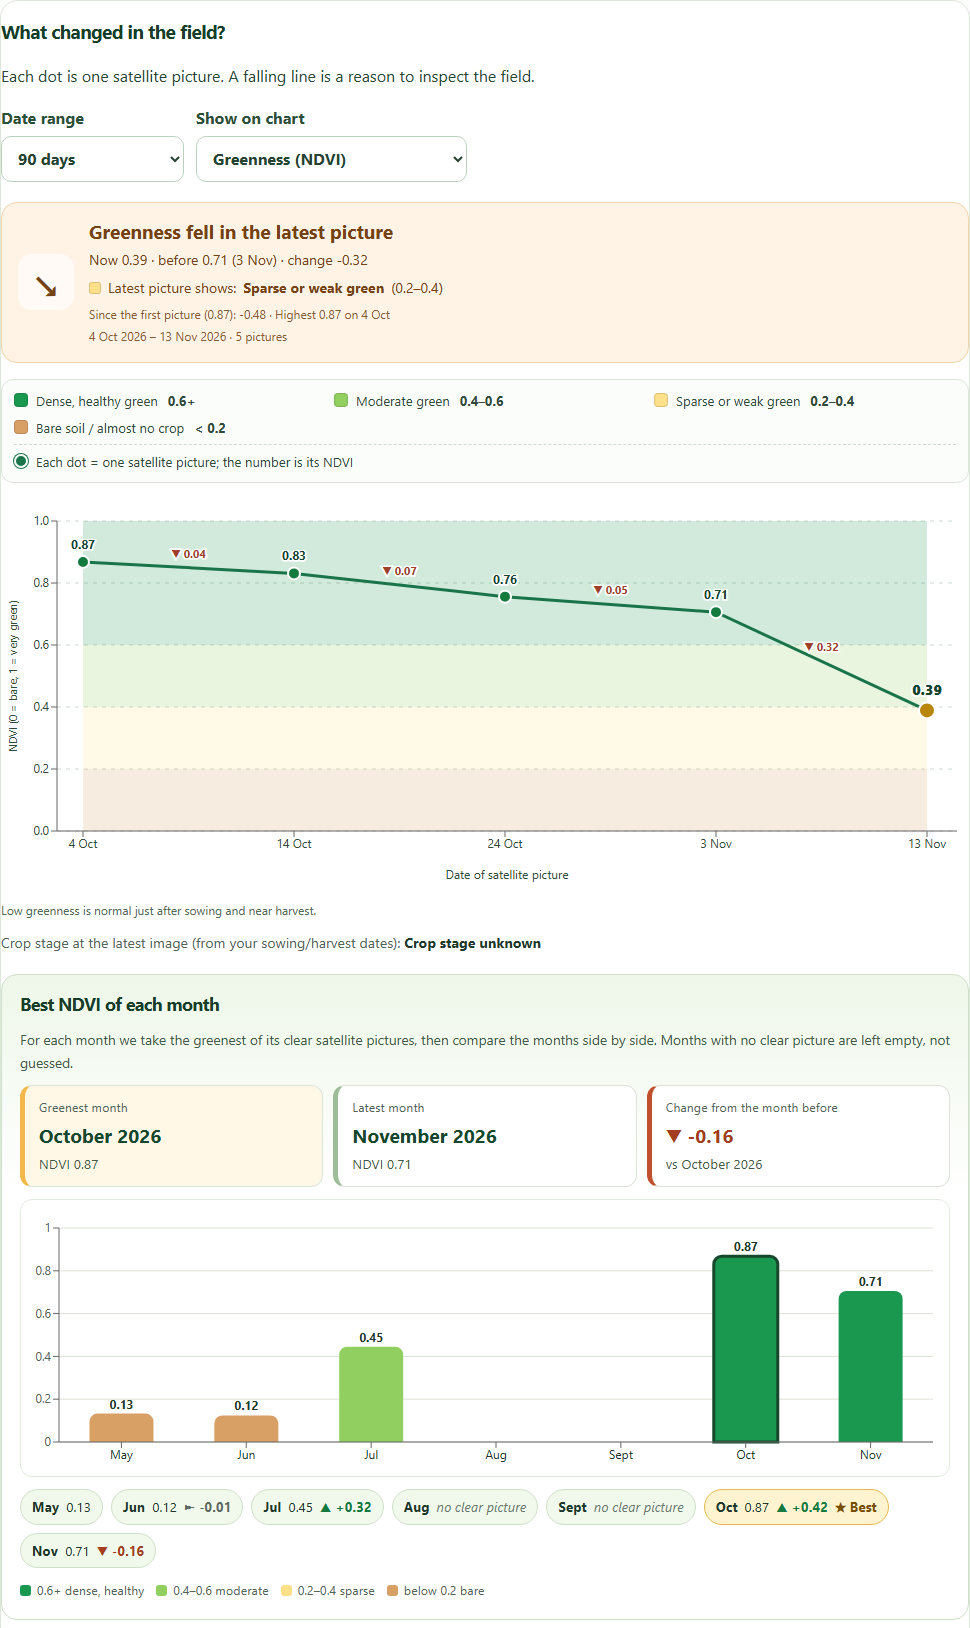 What changed in the field?
Each dot is one satellite picture. A falling line is a reason to inspect the field.
Date range
Show on chart
90 days
Greenness (NDVI)
Greenness fell in the latest picture
Now 0.39 · before 0.71 (3 Nov) · change -0.32
Latest picture shows: Sparse or weak green (0.2–0.4)
Since the first picture (0.87): -0.48 · Highest 0.87 on 4 Oct
4 Oct 2026 – 13 Nov 2026 · 5 pictures
Dense, healthy green 0.6+
Moderate green 0.4–0.6
Sparse or weak green 0.2–0.4
Bare soil / almost no crop < 0.2
Each dot = one satellite picture; the number is its NDVI
NDVI (0 = bare, 1 = very green)
1.0
0.8
0.6
0.4
0.2
0.0
0.87
▼ 0.04
0.83
▼ 0.07
0.76
▼ 0.05
0.71
▼ 0.32
0.39
4 Oct
14 Oct
24 Oct
3 Nov
13 Nov
Date of satellite picture
Low greenness is normal just after sowing and near harvest.
Crop stage at the latest image (from your sowing/harvest dates): Crop stage unknown
Best NDVI of each month
For each month we take the greenest of its clear satellite pictures, then compare the months side by side. Months with no clear picture are left empty, not
guessed.
Greenest month
October 2026
NDVI 0.87
Latest month
November 2026
NDVI 0.71
Change from the month before
▼ -0.16
vs October 2026
1
0.8
0.6
0.4
0.2
0
0.13
0.12
0.45
0.87
0.71
May
Jun
Jul
Aug
Sept
Oct
Nov
May 0.13
Jun 0.12 ► -0.01
Jul 0.45 ▲ +0.32
Aug no clear picture
Sept no clear picture
Oct 0.87 ▲ +0.42 ★ Best
Nov 0.71 ▼ -0.16
0.6+ dense, healthy
0.4–0.6 moderate
0.2–0.4 sparse
below 0.2 bare